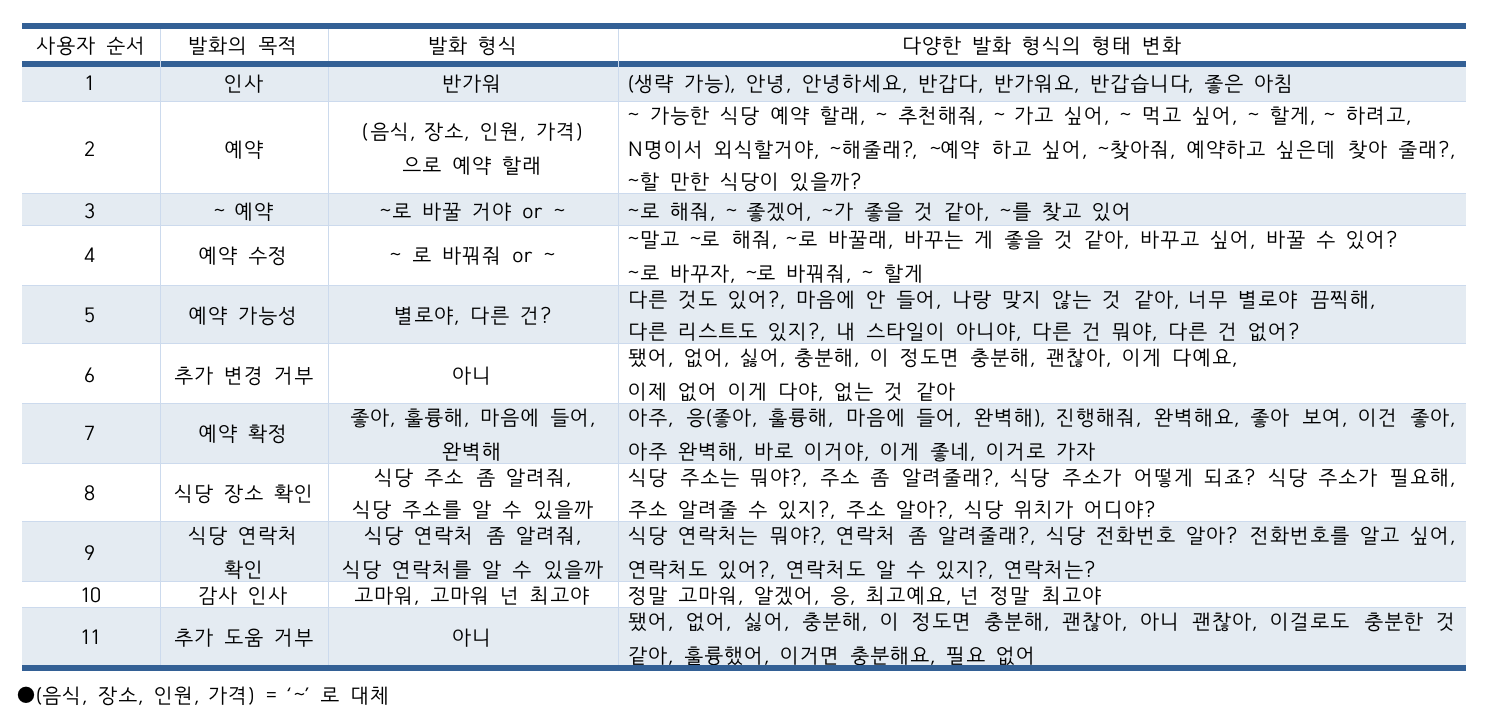 사용자 순서 발화의 목적 발화 형식 다양한 발화 형식의 형태 변화
1 인사 반가워 (생략 가능), 안녕, 안녕하세요, 반갑다, 반가워요, 반갑습니다, 좋은 아침
2 예약 (음식, 장소, 인원, 가격)
으로 예약 할래
~ 가능한 식당 예약 할래, ~ 추천해줘, ~ 가고 싶어, ~ 먹고 싶어, ~ 할게, ~ 하려고,
N명이서 외식할거야, ~해줄래?, ~예약 하고 싶어, ~찾아줘, 예약하고 싶은데 찾아 줄래?,
~할 만한 식당이 있을까?
3 ~ 예약 ~로 바꿀 거야 or ~ ~로 해줘, ~ 좋겠어, ~가 좋을 것 같아, ~를 찾고 있어
4 예약 수정 ~ 로 바꿔줘 or ~
~말고 ~로 해줘, ~로 바꿀래, 바꾸는 게 좋을 것 같아, 바꾸고 싶어, 바꿀 수 있어?
~로 바꾸자, ~로 바꿔줘, ~ 할게
5 예약 가능성 별로야, 다른 건?
다른 것도 있어?, 마음에 안 들어, 나랑 맞지 않는 것 같아, 너무 별로야 끔찍해,
다른 리스트도 있지?, 내 스타일이 아니야, 다른 건 뭐야, 다른 건 없어?
6 추가 변경 거부 아니
됐어, 없어, 싫어, 충분해, 이 정도면 충분해, 괜찮아, 이게 다예요,
이제 없어 이게 다야, 없는 것 같아
7 예약 확정 좋아, 훌륭해, 마음에 들어,
완벽해
아주, 응(좋아, 훌륭해, 마음에 들어, 완벽해), 진행해줘, 완벽해요, 좋아 보여, 이건 좋아,
아주 완벽해, 바로 이거야, 이게 좋네, 이거로 가자
8 식당 장소 확인 식당 주소 좀 알려줘,
식당 주소를 알 수 있을까
식당 주소는 뭐야?, 주소 좀 알려줄래?, 식당 주소가 어떻게 되죠? 식당 주소가 필요해,
주소 알려줄 수 있지?, 주소 알아?, 식당 위치가 어디야?
9 식당 연락처
확인
식당 연락처 좀 알려줘,
식당 연락처를 알 수 있을까
식당 연락처는 뭐야?, 연락처 좀 알려줄래?, 식당 전화번호 알아? 전화번호를 알고 싶어,
연락처도 있어?, 연락처도 알 수 있지?, 연락처는?
10 감사 인사 고마워, 고마워 넌 최고야 정말 고마워, 알겠어, 응, 최고예요, 넌 정말 최고야
11 추가 도움 거부 아니
됐어, 없어, 싫어, 충분해, 이 정도면 충분해, 괜찮아, 아니 괜찮아, 이걸로도 충분한 것
같아, 훌륭했어, 이거면 충분해요, 필요 없어
●(음식, 장소, 인원, 가격) = ‘~’ 로 대체